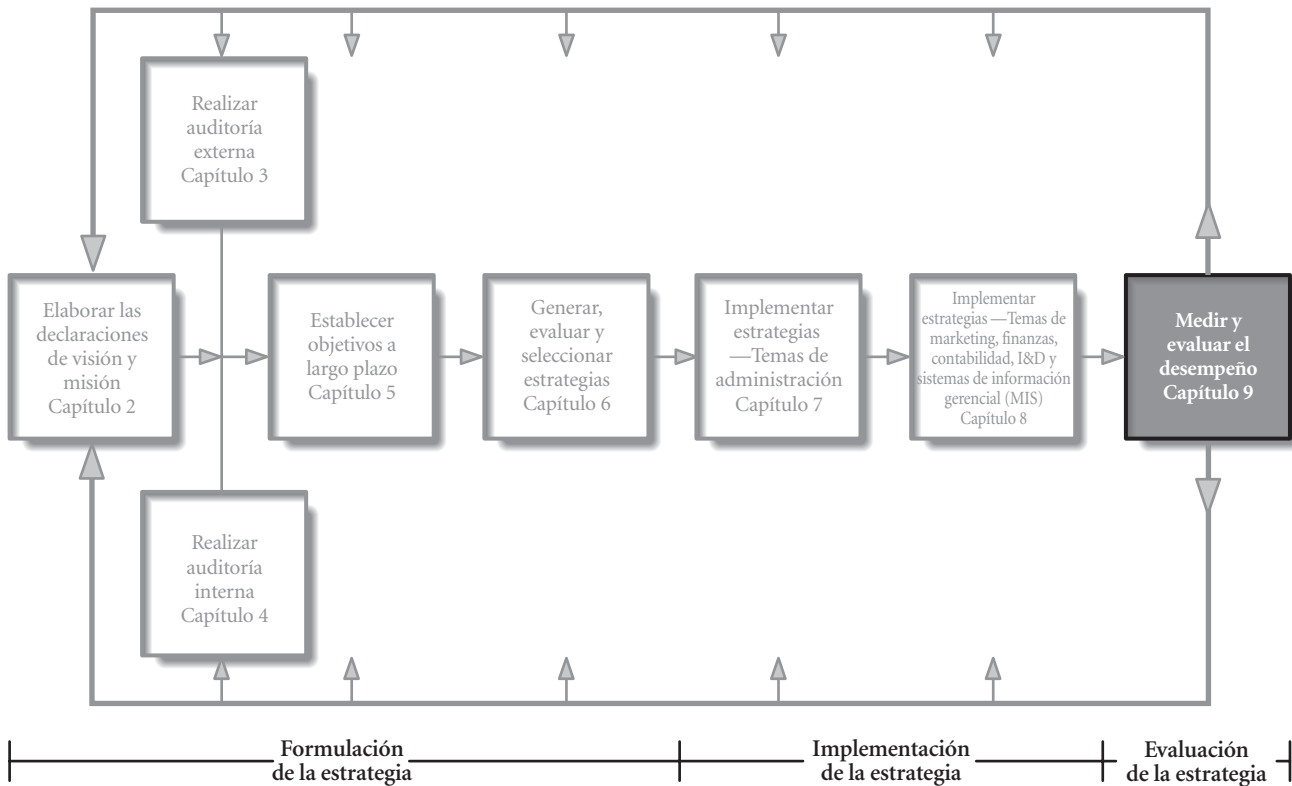 Realizar
auditoría
externa
Capítulo 3
Elaborar las
declaraciones
de visión y
misión
Capítulo 2
Establecer
objetivos a
largo plazo
Capítulo 5
Generar,
evaluar y
seleccionar
estrategias
Capítulo 6
Implementar
estrategias
—Temas de
administración
Capítulo 7
Implementar
estrategias —Temas de
marketing, finanzas,
contabilidad, I&D y
sistemas de información
gerencial (MIS)
Capítulo 8
Medir y
evaluar el
desempeño
Capítulo 9
Realizar
auditoría
interna
Capítulo 4
Formulación
de la estrategia
Implementación
de la estrategia
Evaluación
de la estrategia